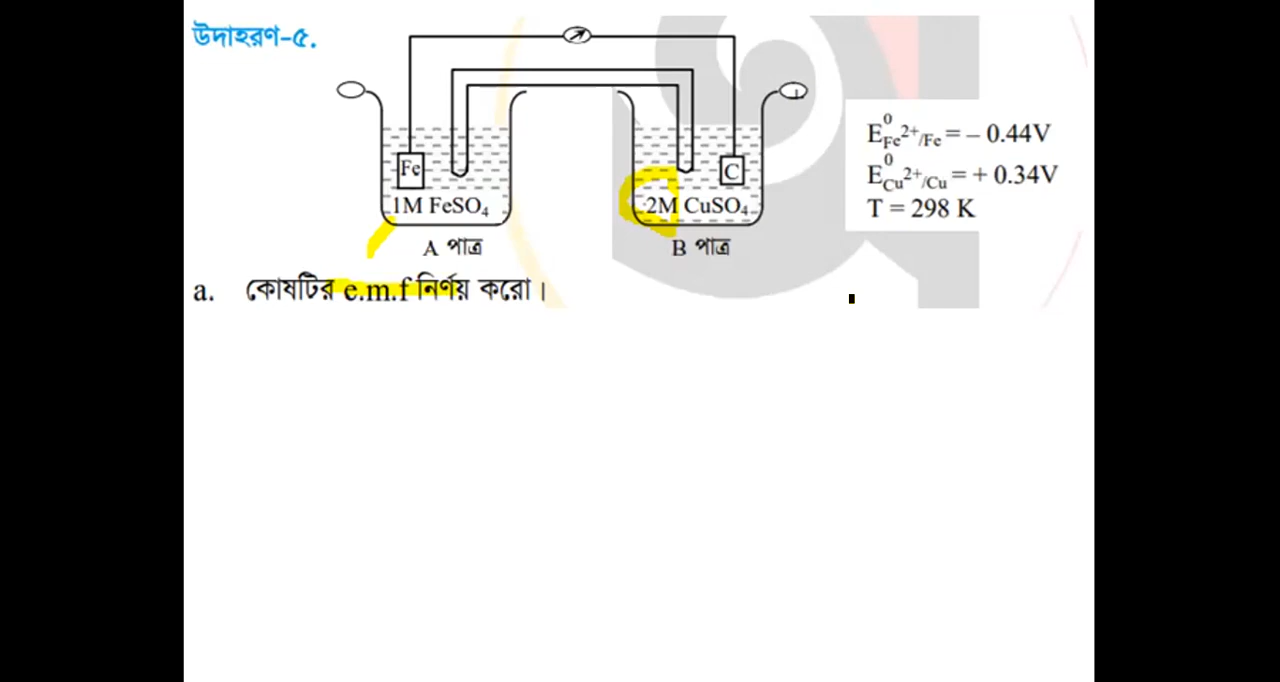 উদাহরণ-৫.
Fe
C
1M FeSO₄
2M CuSO₄
A পাত্র
B পাত্র
E⁰Fe²⁺/Fe = – 0.44V
E⁰Cu²⁺/Cu = + 0.34V
T = 298 K
a. কোষটির e.m.f নির্ণয় করো।